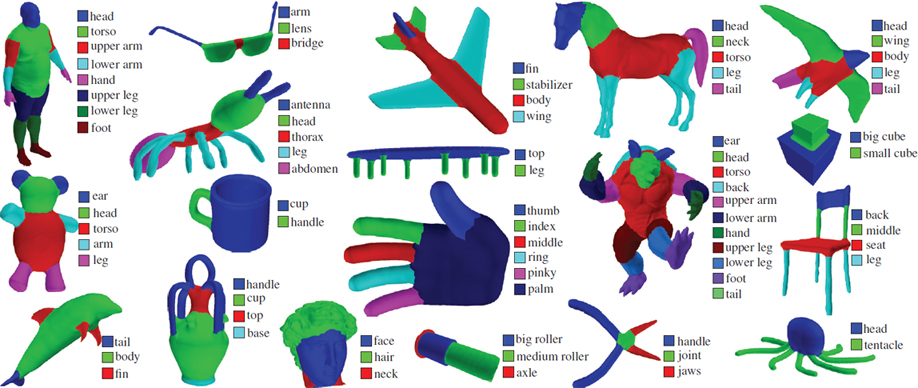 head
torso
upper arm
lower arm
hand
upper leg
lower leg
foot
arm
lens
bridge
antenna
head
thorax
leg
abdomen
fin
stabilizer
body
wing
head
neck
torso
leg
tail
head
wing
body
leg
tail
big cube
small cube
top
leg
ear
head
torso
arm
leg
cup
handle
thumb
index
middle
ring
pinky
palm
ear
head
torso
back
upper arm
lower arm
hand
upper leg
lower leg
foot
tail
back
middle
seat
leg
tail
body
fin
handle
cup
top
base
face
hair
neck
big roller
medium roller
axle
handle
joint
jaws
head
tentacle